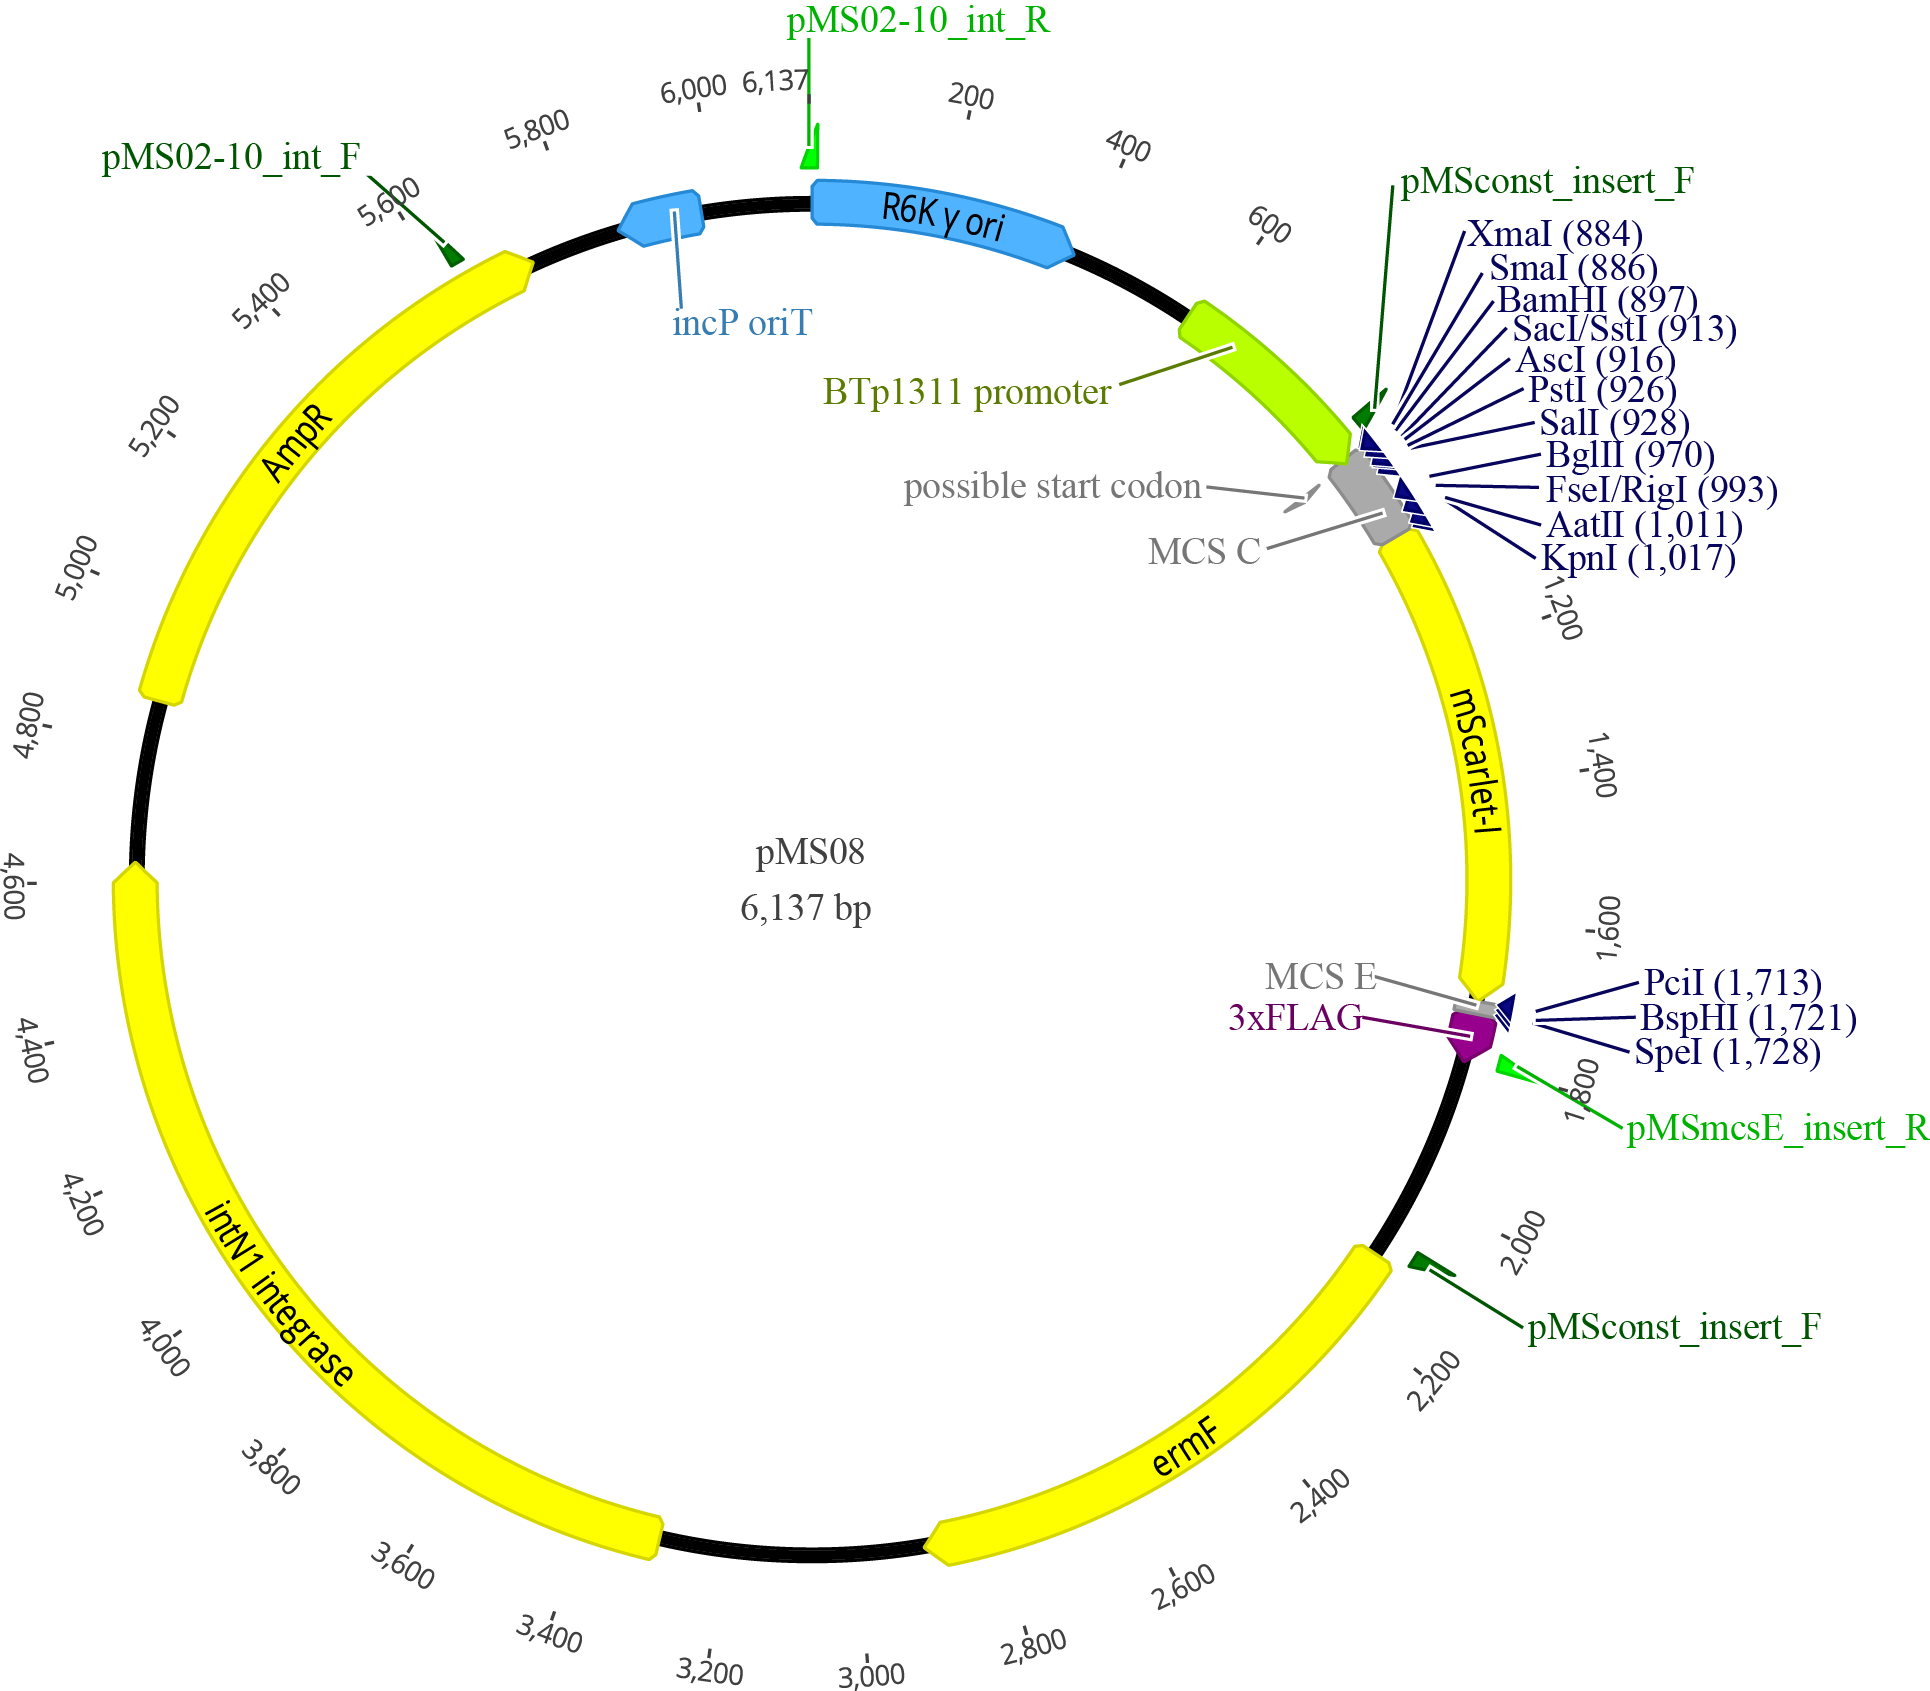 pMS02-10_int_R
6,137
200
400
600
pMSconst_insert_F
XmaI (884)
SmaI (886)
BamHI (897)
SacI/SstI (913)
AscI (916)
PstI (926)
SalI (928)
BglII (970)
FseI/RigI (993)
AatII (1,011)
KpnI (1,017)
1,200
1,400
1,600
PciI (1,713)
BspHI (1,721)
SpeI (1,728)
1,800
pMSmcsE_insert_R
2,000
pMSconst_insert_F
2,200
2,400
2,600
2,800
3,000
3,200
3,400
3,600
3,800
4,000
4,200
4,400
4,600
4,800
5,000
5,200
5,400
5,600
pMS02-10_int_F
5,800
6,000
R6K γ ori
incP oriT
BTp1311 promoter
possible start codon
MCS C
mScarlet-I
MCS E
3xFLAG
ermF
intN1 integrase
AmpR
pMS08
6,137 bp